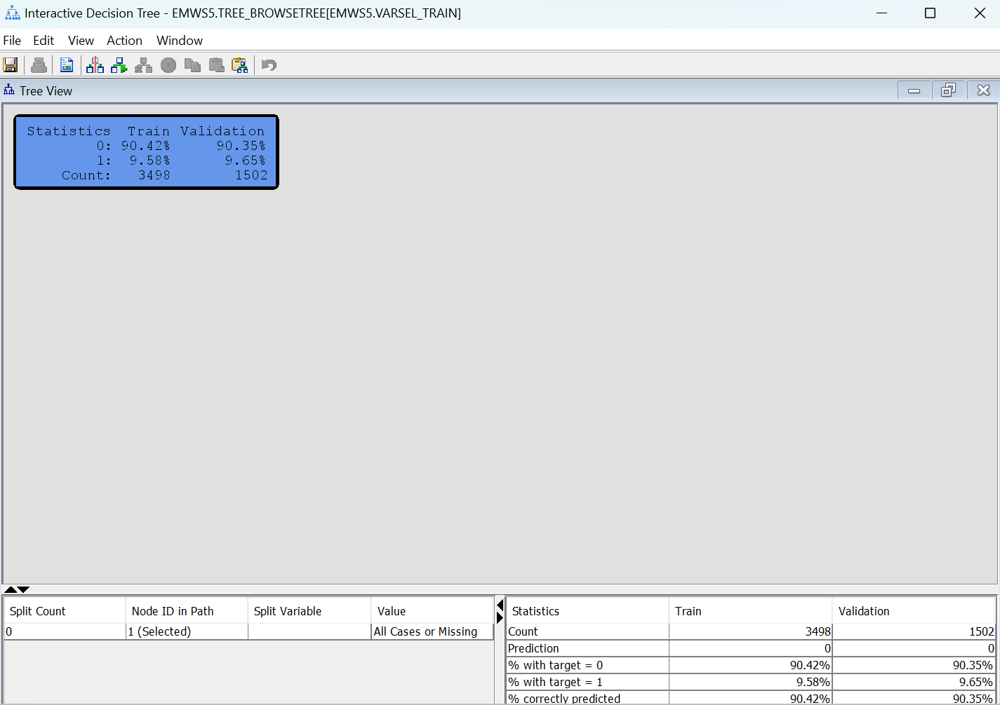 Interactive Decision Tree - EMWS5.TREE_BROWSETREE[EMWS5.VARSEL_TRAIN]
File Edit View Action Window
Tree View
Statistics Train Validation
0: 90.42% 90.35%
1: 9.58% 9.65%
Count: 3498 1502
Split Count Node ID in Path Split Variable Value
0 1 (Selected) All Cases or Missing
Statistics Train Validation
Count 3498 1502
Prediction 0 0
% with target = 0 90.42% 90.35%
% with target = 1 9.58% 9.65%
% correctly predicted 90.42% 90.35%